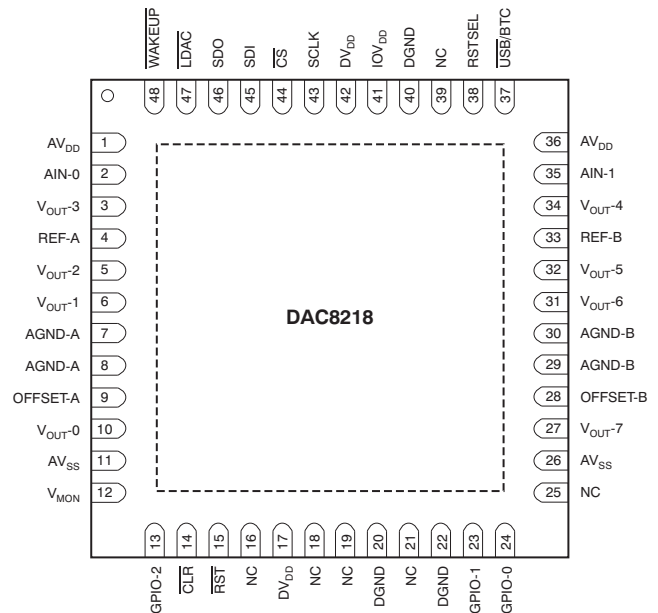 WAKEUP
LDAC
SDO
SDI
CS
SCLK
DVDD
IOVDD
DGND
NC
RSTSEL
USB/BTC
48
47
46
45
44
43
42
41
40
39
38
37
AVDD 1
AIN-0 2
VOUT-3 3
REF-A 4
VOUT-2 5
VOUT-1 6
AGND-A 7
AGND-A 8
OFFSET-A 9
VOUT-0 10
AVSS 11
VMON 12
DAC8218
36 AVDD
35 AIN-1
34 VOUT-4
33 REF-B
32 VOUT-5
31 VOUT-6
30 AGND-B
29 AGND-B
28 OFFSET-B
27 VOUT-7
26 AVSS
25 NC
13
14
15
16
17
18
19
20
21
22
23
24
GPIO-2
CLR
RST
NC
DVDD
NC
NC
DGND
NC
DGND
GPIO-1
GPIO-0